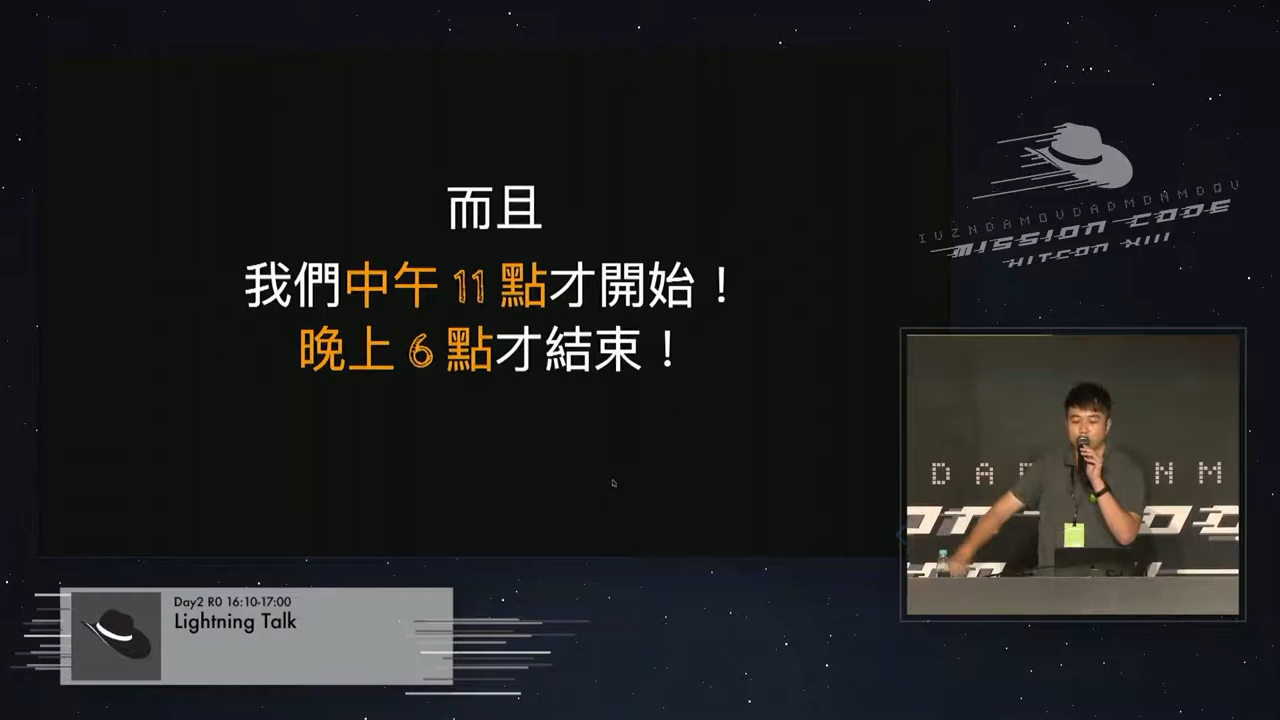 而且
我們中午 11 點才開始！
晚上 6 點才結束！
MISSION CODE
HITCON XIII
Day2 R0 16:10-17:00
Lightning Talk